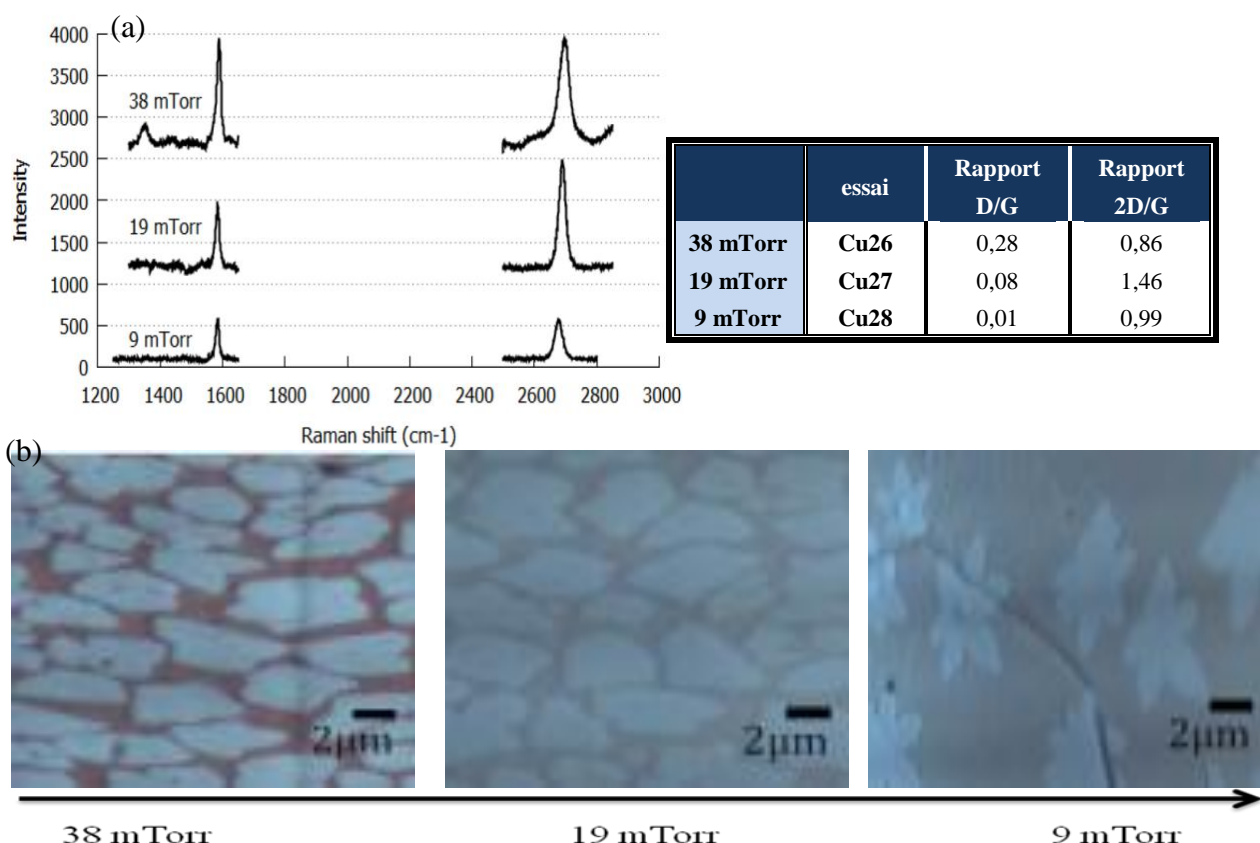 (a)
4000
3500
3000
2500
2000
1500
1000
500
0
Intensity
38 mTorr
19 mTorr
9 mTorr
1200 1400 1600 1800 2000 2200 2400 2600 2800 3000
Raman shift (cm-1)
essai Rapport D/G Rapport 2D/G
38 mTorr Cu26 0,28 0,86
19 mTorr Cu27 0,08 1,46
9 mTorr Cu28 0,01 0,99
(b)
2μm 2μm 2μm
38 mTorr 19 mTorr 9 mTorr